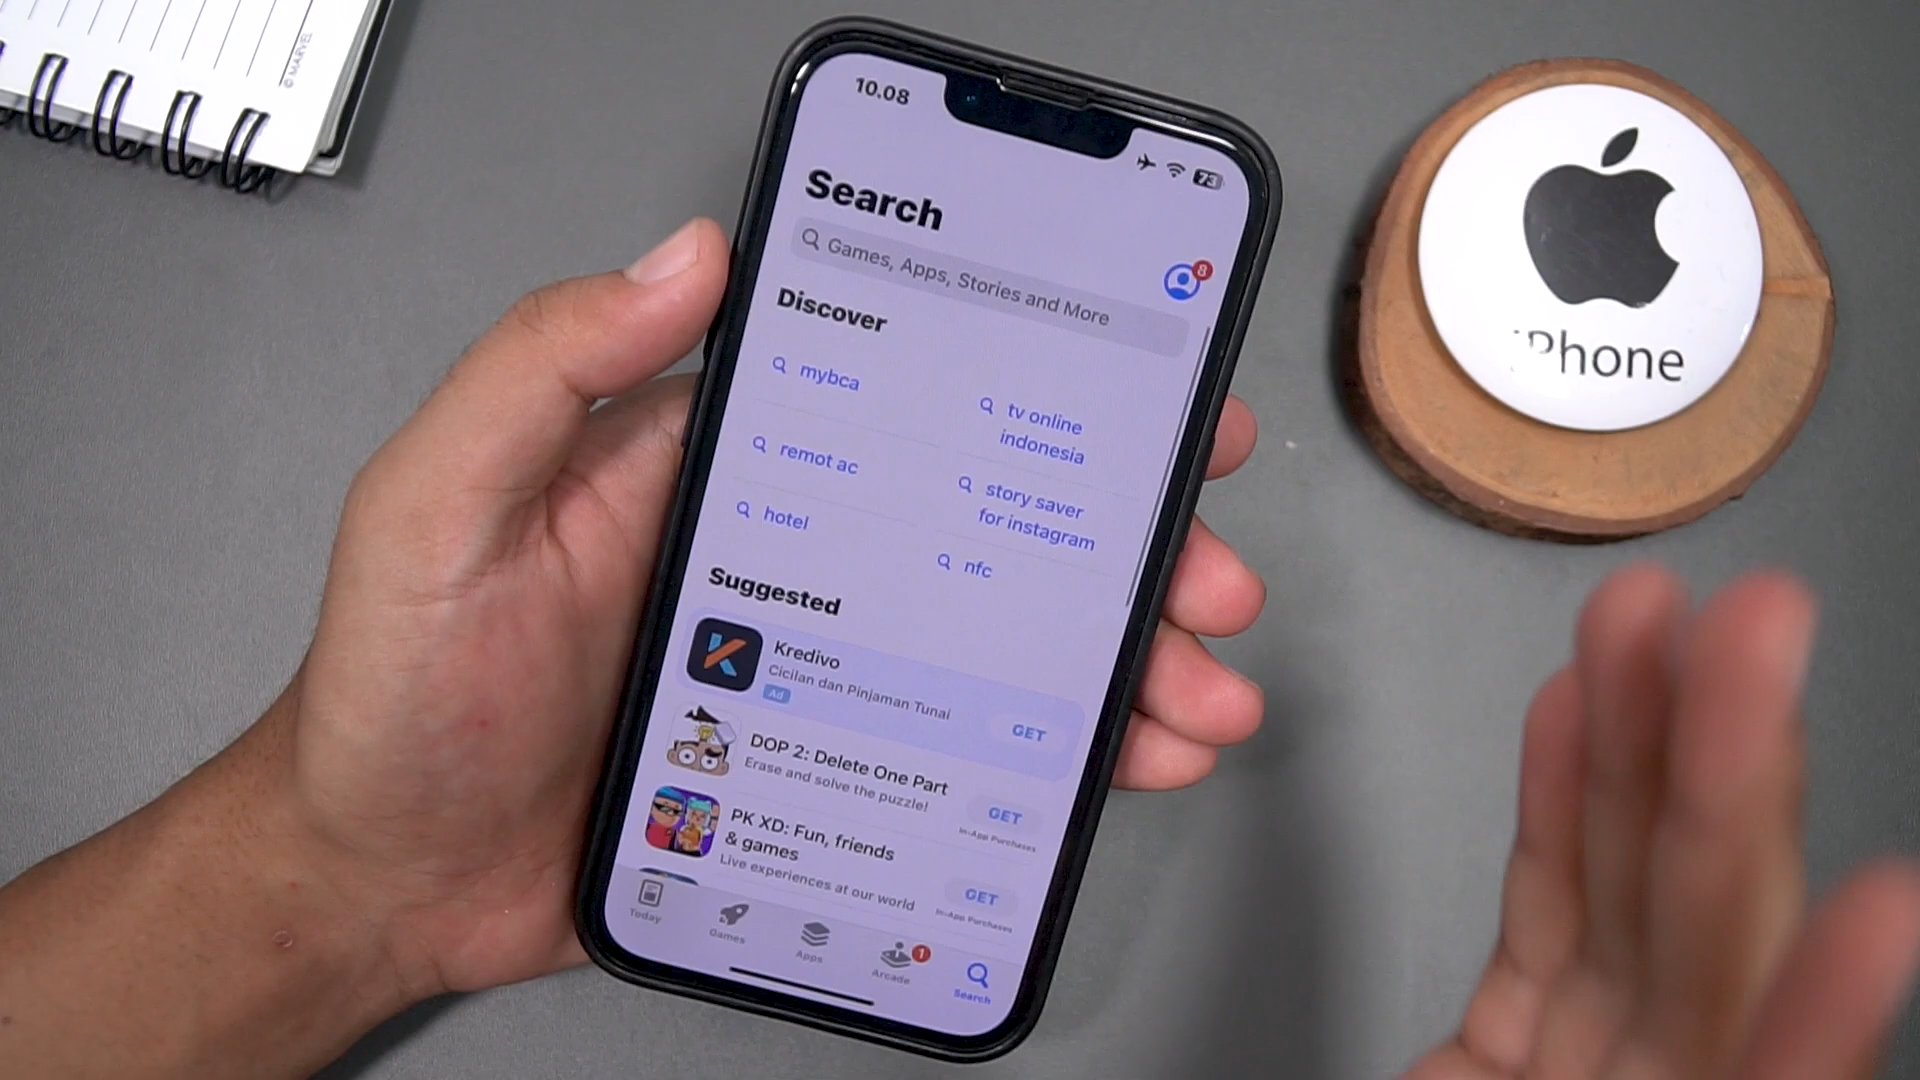 © MARVEL
10.08
73
Search
8
Games, Apps, Stories and More
Discover
mybca
tv online
indonesia
remot ac
story saver
for instagram
hotel
nfc
Suggested
Kredivo
Cicilan dan Pinjaman Tunai
Ad
GET
DOP 2: Delete One Part
Erase and solve the puzzle!
GET
In-App Purchases
PK XD: Fun, friends
& games
Live experiences at our world
GET
In-App Purchases
Today
Games
Apps
Arcade
1
Search
iPhone